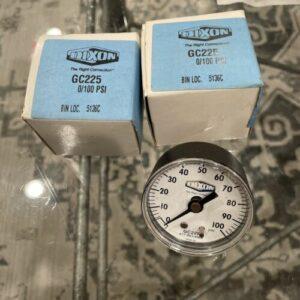 DIXON
The Right Connection
GC225
0/100 PSI
BIN LOC. 5136C
DIXON
The Right Connection
GC225
0/100 PSI
BIN LOC. 5136C
0
10
20
30
40
50
60
70
80
90
100
DIXON